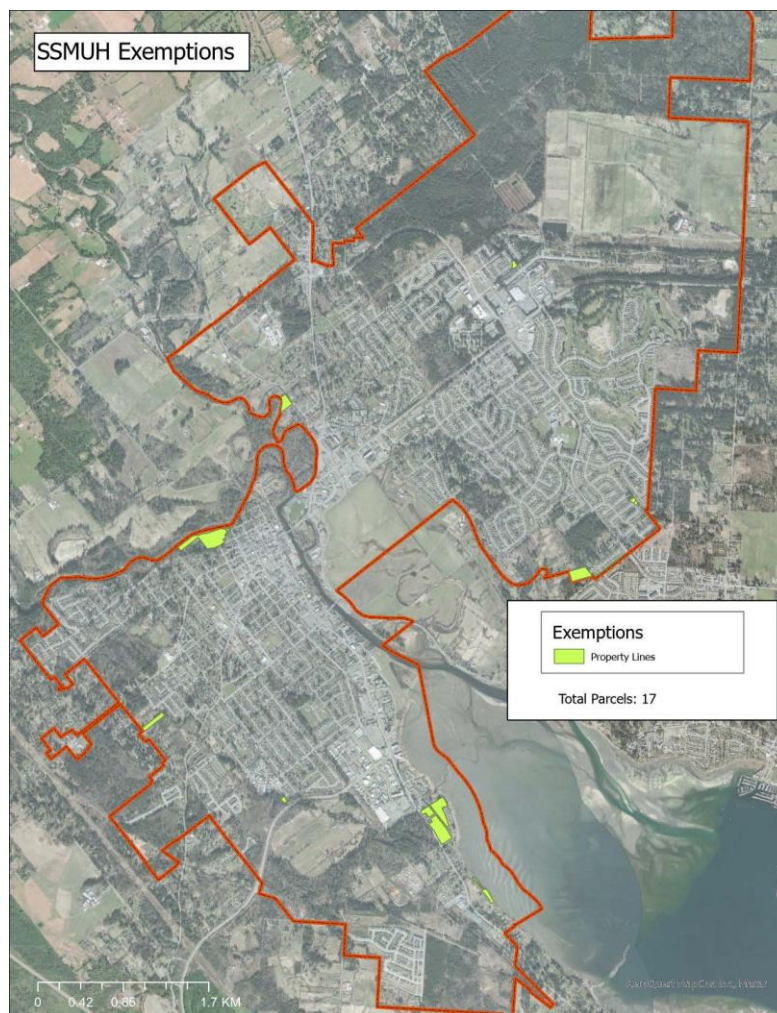 SSMUH Exemptions
Exemptions
Property Lines
Total Parcels: 17
0 0.42 0.85 1.7 KM